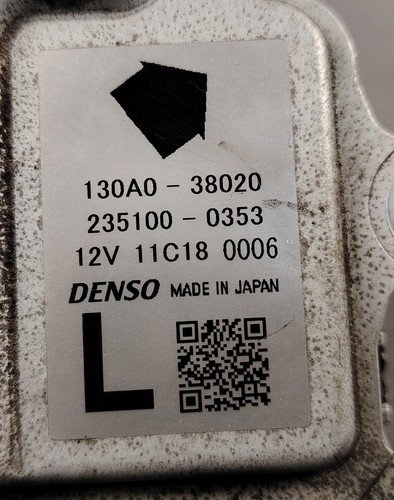 130A0 - 38020
235100 - 0353
12V 11C18 0006
DENSO MADE IN JAPAN
L